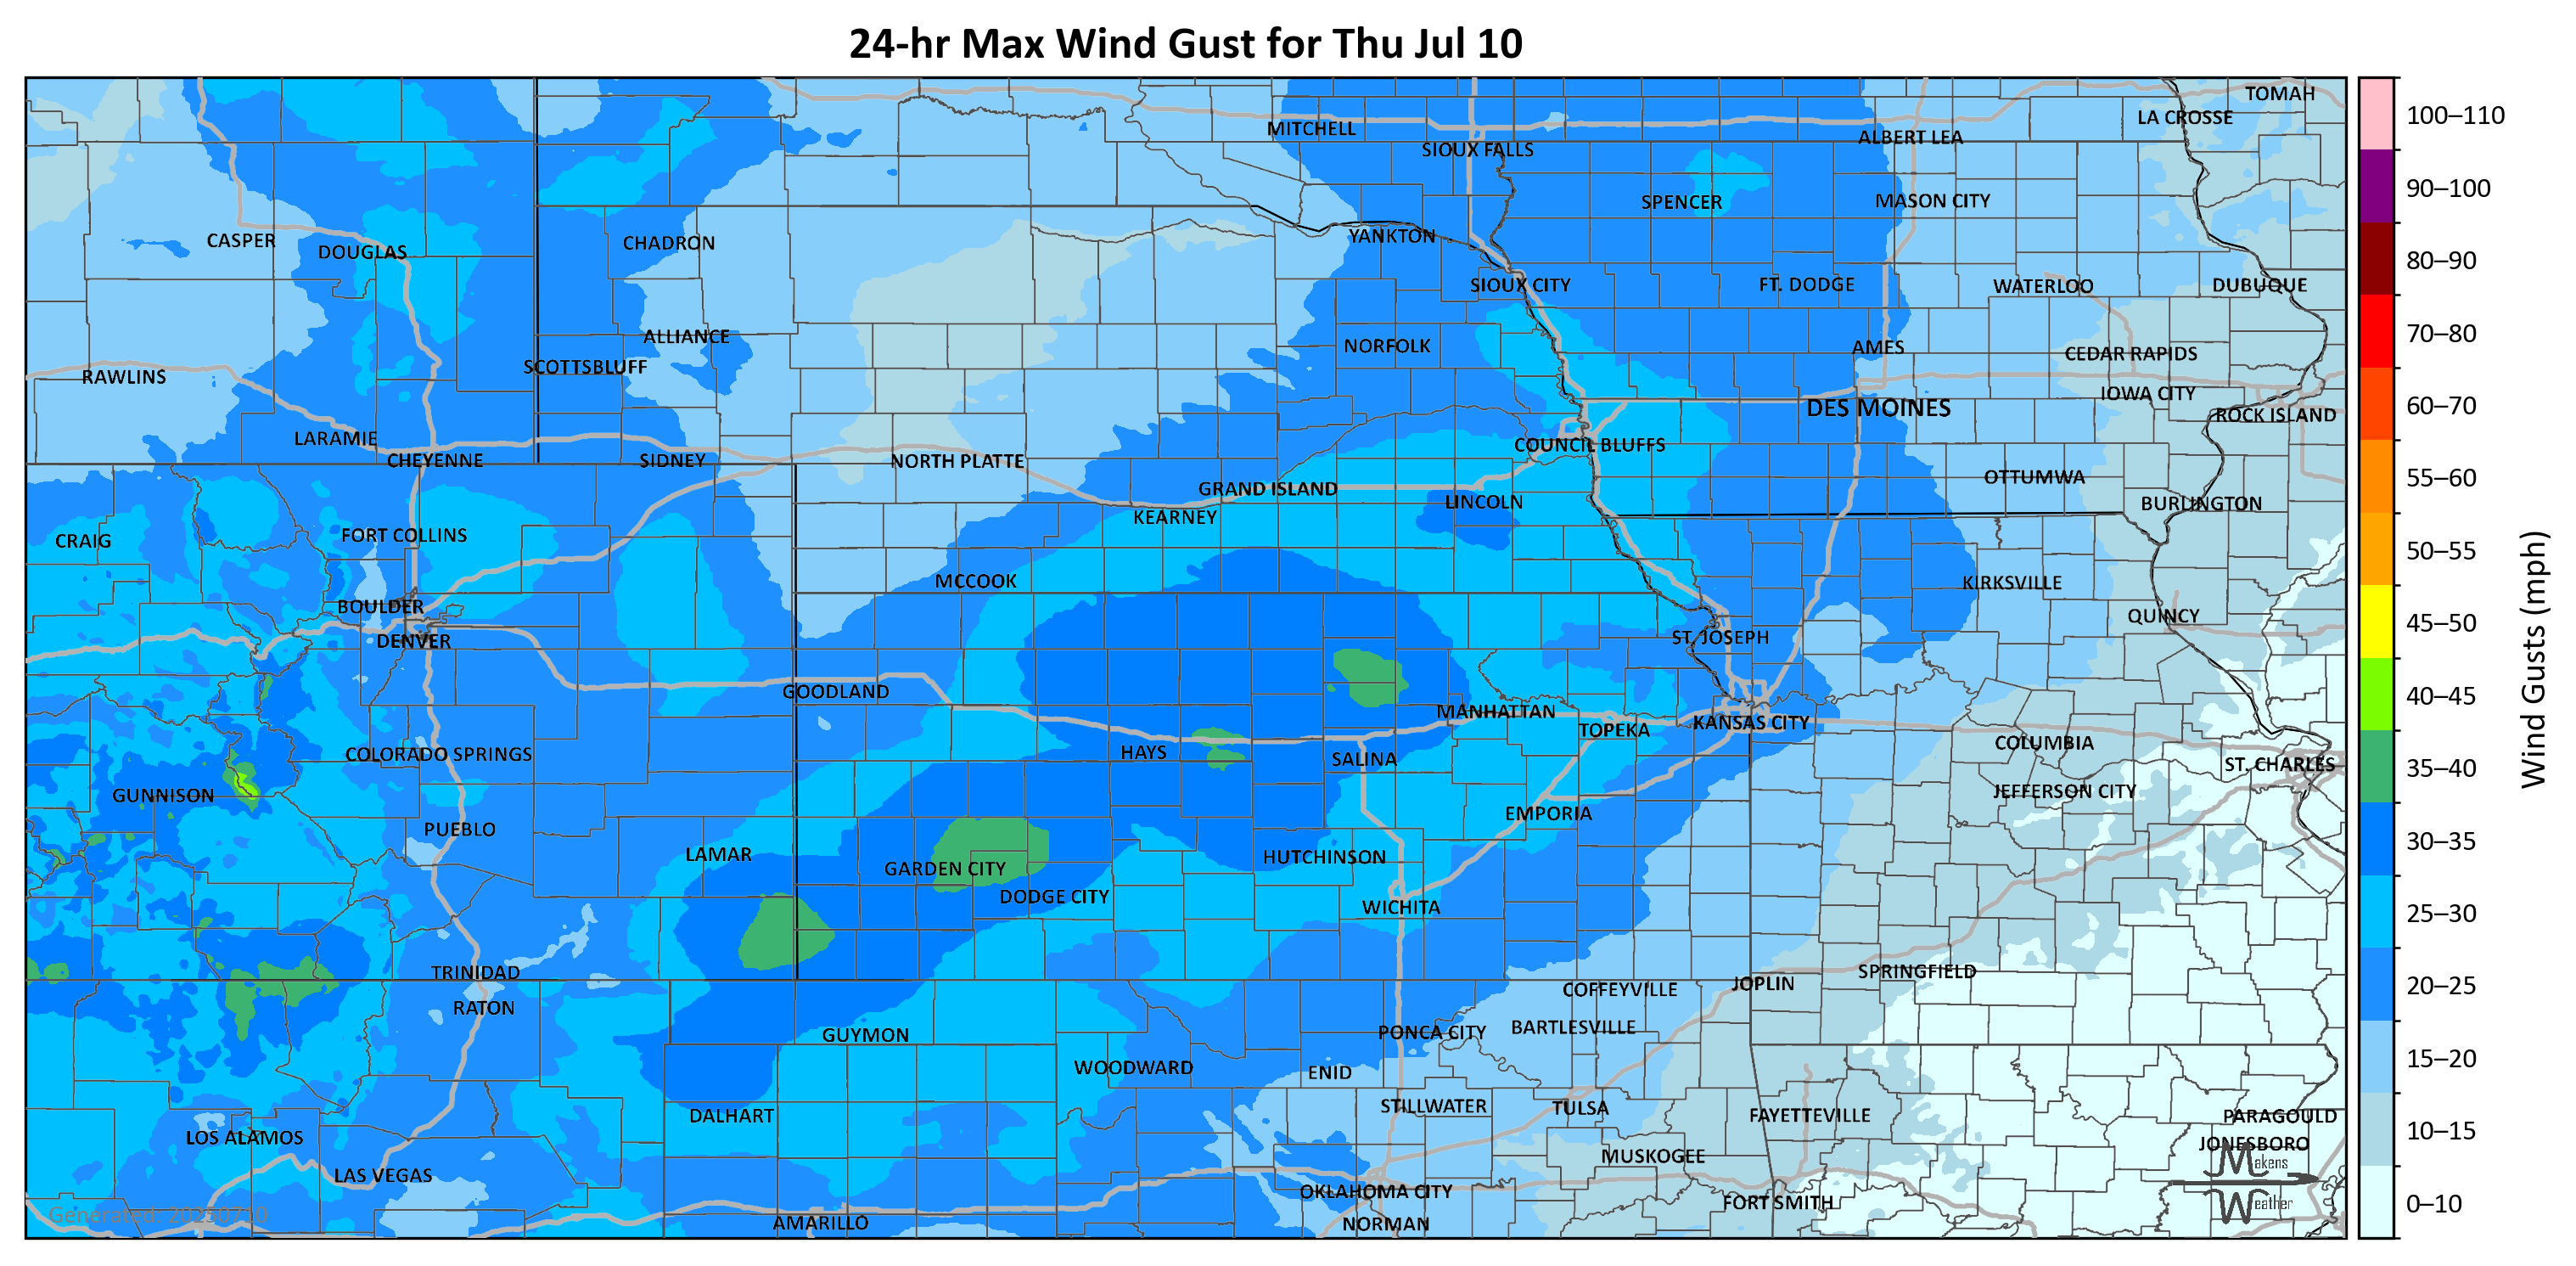 24-hr Max Wind Gust for Thu Jul 10
TOMAH
LA CROSSE
MITCHELL
ALBERT LEA
SIOUX FALLS
SPENCER
MASON CITY
CASPER
DOUGLAS
CHADRON
YANKTON
SIOUX CITY
FT. DODGE
WATERLOO
DUBUQUE
ALLIANCE
NORFOLK
AMES
CEDAR RAPIDS
SCOTTSBLUFF
RAWLINS
IOWA CITY
DES MOINES
ROCK ISLAND
LARAMIE
COUNCIL BLUFFS
CHEYENNE
SIDNEY
NORTH PLATTE
OTTUMWA
GRAND ISLAND
LINCOLN
BURLINGTON
KEARNEY
FORT COLLINS
CRAIG
MCCOOK
KIRKSVILLE
BOULDER
QUINCY
DENVER
ST. JOSEPH
GOODLAND
MANHATTAN
KANSAS CITY
TOPEKA
COLUMBIA
COLORADO SPRINGS
HAYS
SALINA
ST. CHARLES
GUNNISON
JEFFERSON CITY
EMPORIA
PUEBLO
LAMAR
HUTCHINSON
GARDEN CITY
DODGE CITY
WICHITA
TRINIDAD
SPRINGFIELD
JOPLIN
COFFEYVILLE
RATON
GUYMON
PONCA CITY
BARTLESVILLE
WOODWARD
ENID
DALHART
STILLWATER
TULSA
FAYETTEVILLE
PARAGOULD
LOS ALAMOS
JONESBORO
MUSKOGEE
LAS VEGAS
OKLAHOMA CITY
FORT SMITH
AMARILLO
NORMAN
Generated: 20250710
Makens
Weather
100–110
90–100
80–90
70–80
60–70
55–60
50–55
45–50
40–45
35–40
30–35
25–30
20–25
15–20
10–15
0–10
Wind Gusts (mph)